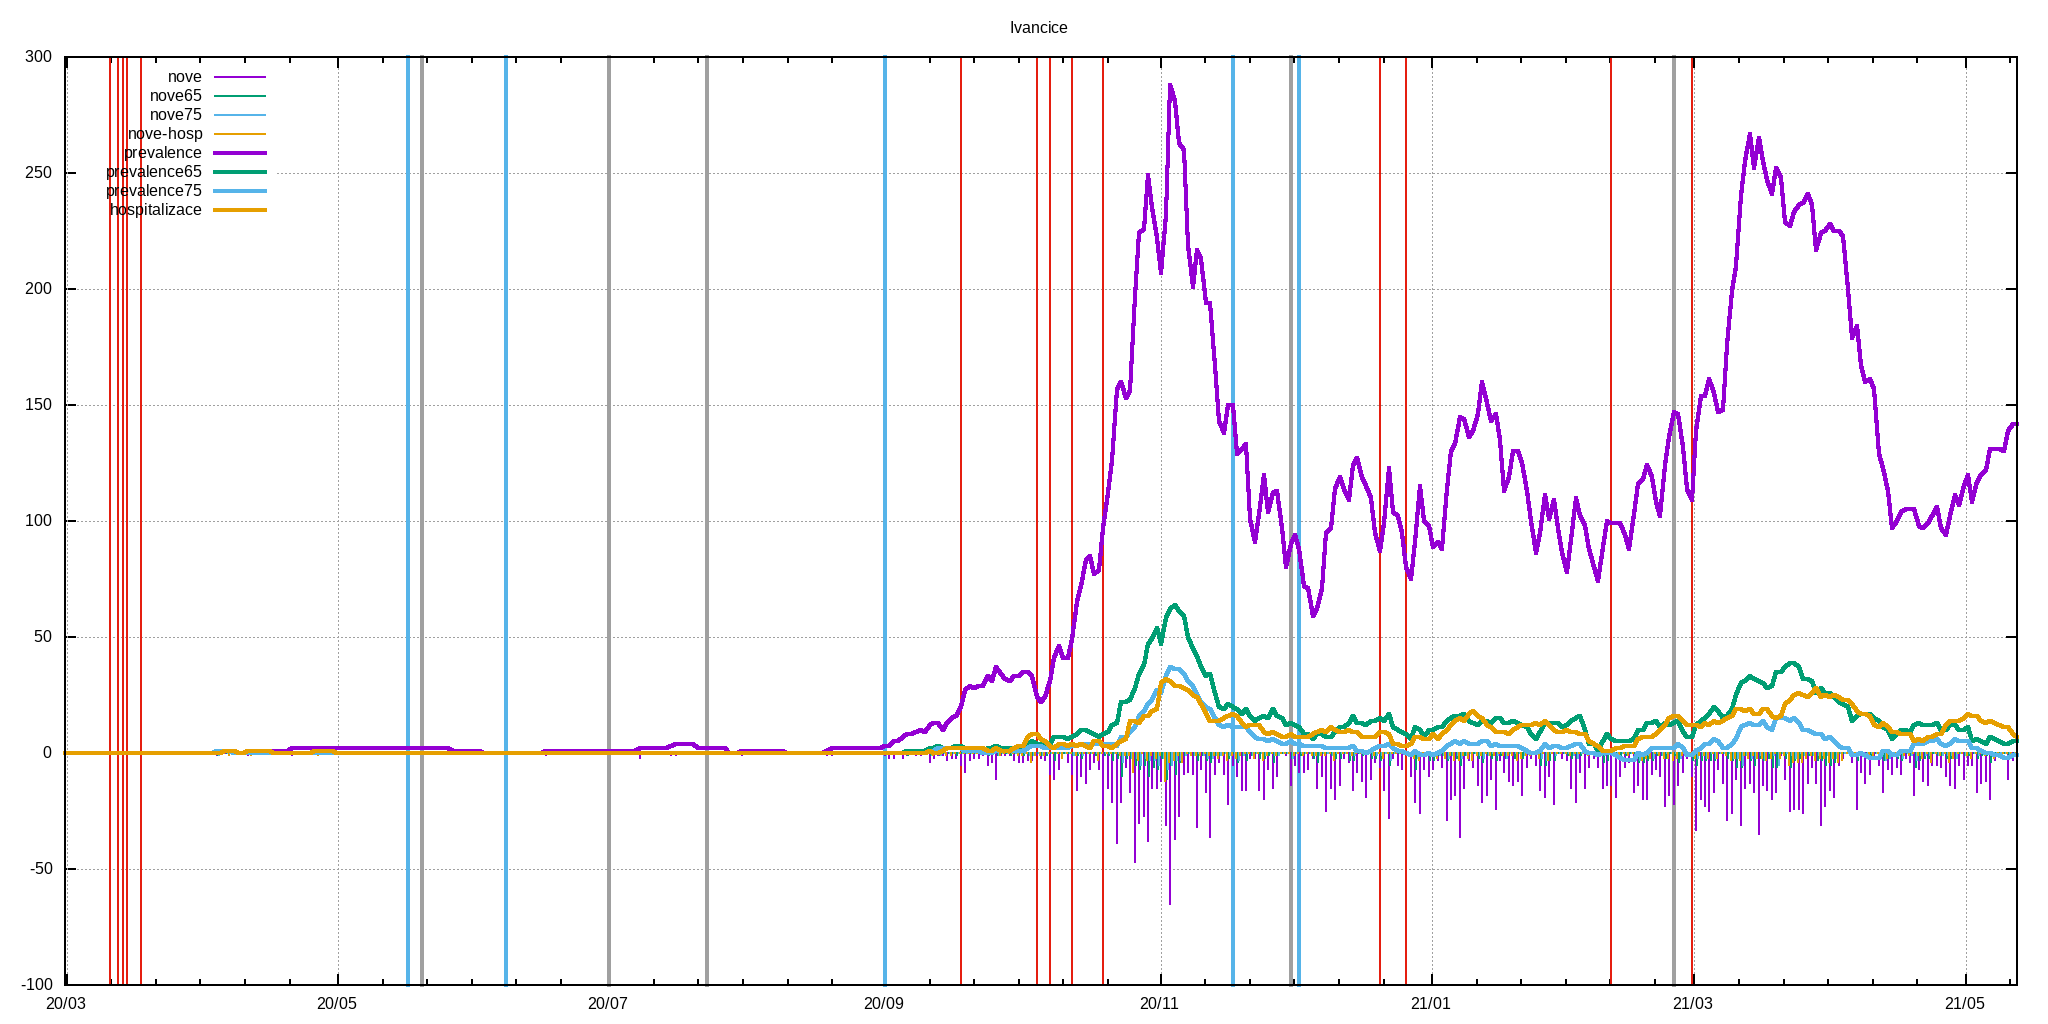 Ivancice
300
250
200
150
100
50
0
-50
-100
nove
nove65
nove75
nove-hosp
prevalence
prevalence65
prevalence75
hospitalizace
20/03 20/05 20/07 20/09 20/11 21/01 21/03 21/05